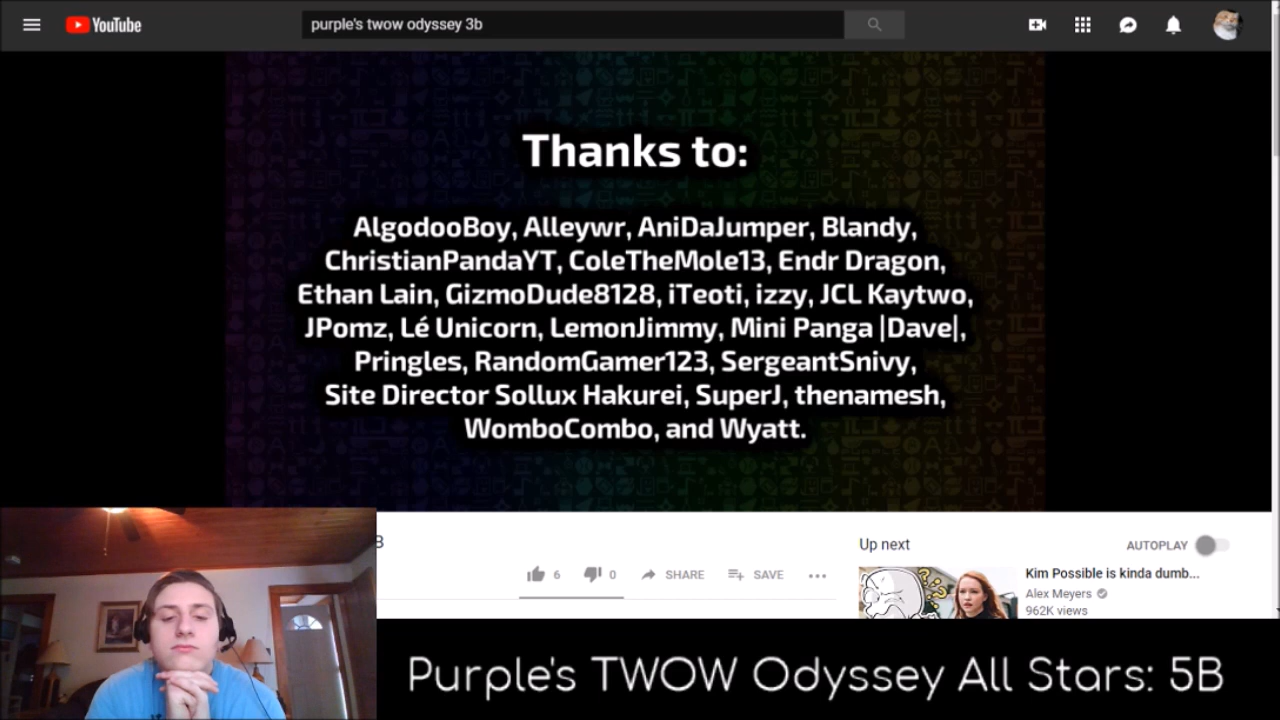 YouTube
purple's twow odyssey 3b
Thanks to:
AlgodooBoy, Alleywr, AniDaJumper, Blandy,
ChristianPandaYT, ColeTheMole13, Endr Dragon,
Ethan Lain, GizmoDude8128, iTeoti, izzy, JCL Kaytwo,
JPomz, Lé Unicorn, LemonJimmy, Mini Panga |Dave|,
Pringles, RandomGamer123, SergeantSnivy,
Site Director Sollux Hakurei, SuperJ, thenamesh,
WomboCombo, and Wyatt.
B
6 0 SHARE SAVE
Up next AUTOPLAY
Kim Possible is kinda dumb...
Alex Meyers
962K views
Purple's TWOW Odyssey All Stars: 5B